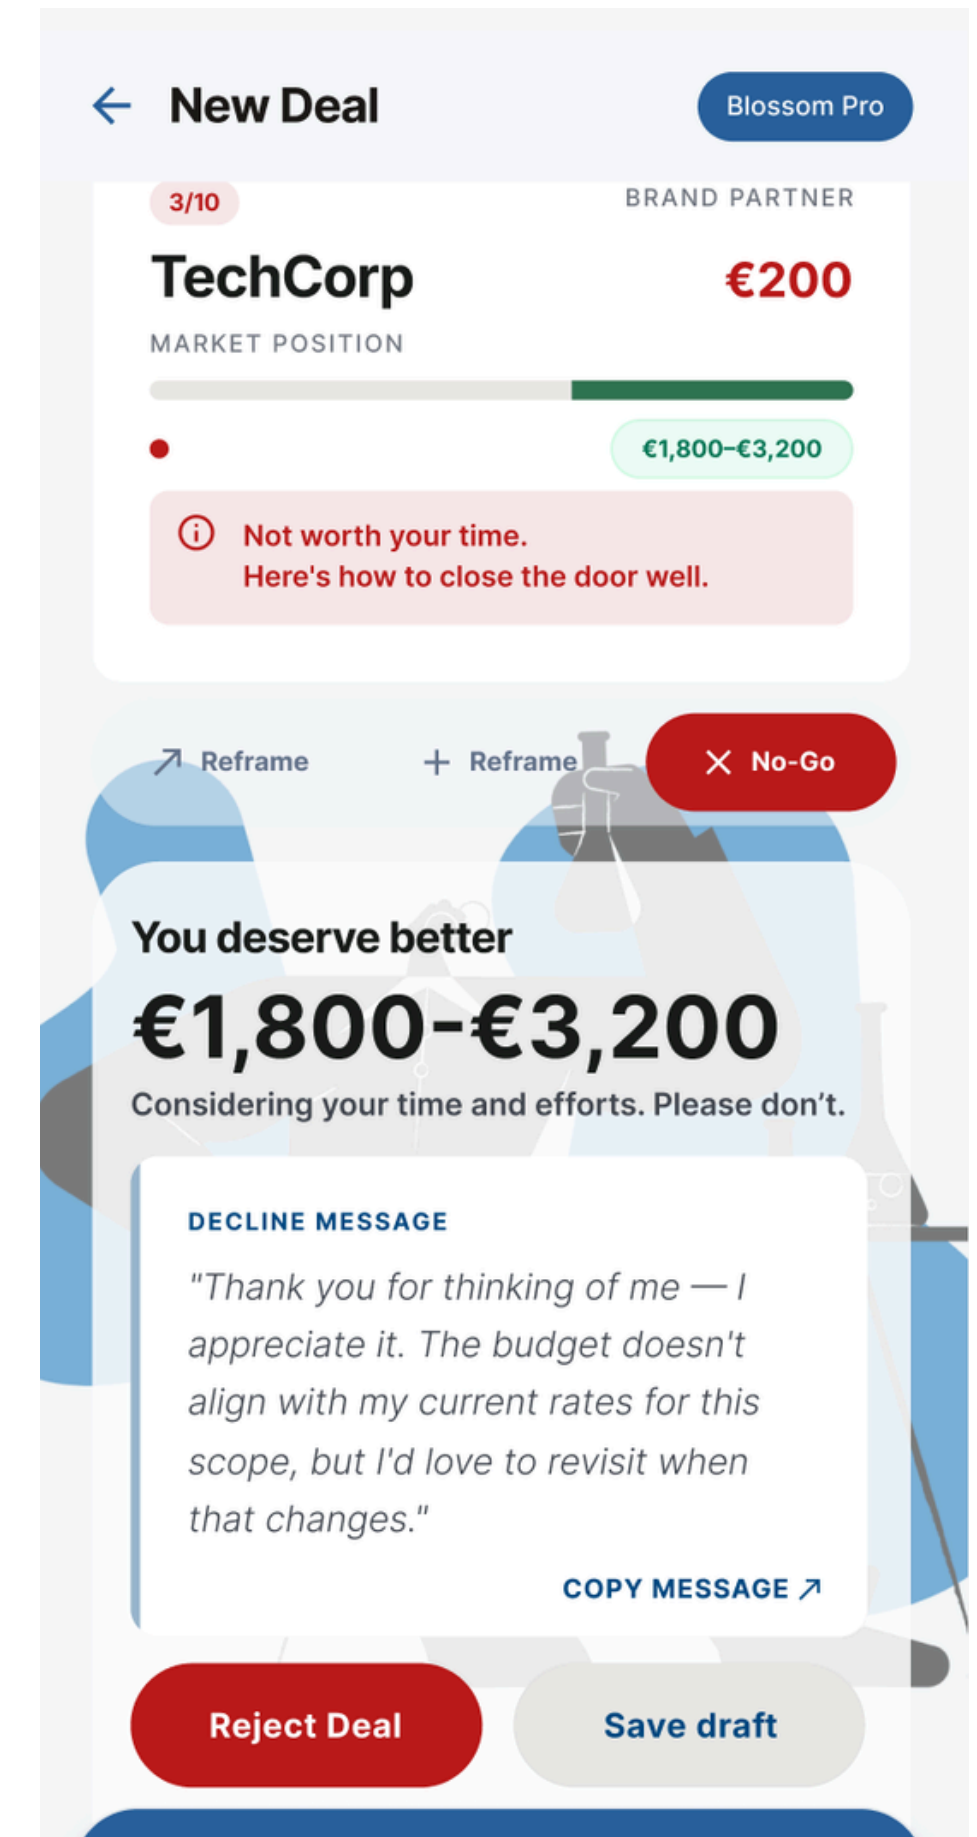 New Deal
Blossom Pro
3/10
BRAND PARTNER
TechCorp
€200
MARKET POSITION
€1,800–€3,200
Not worth your time.
Here's how to close the door well.
Reframe
Reframe
No-Go
You deserve better
€1,800-€3,200
Considering your time and efforts. Please don’t.
DECLINE MESSAGE
"Thank you for thinking of me — I
appreciate it. The budget doesn't
align with my current rates for this
scope, but I'd love to revisit when
that changes."
COPY MESSAGE
Reject Deal
Save draft